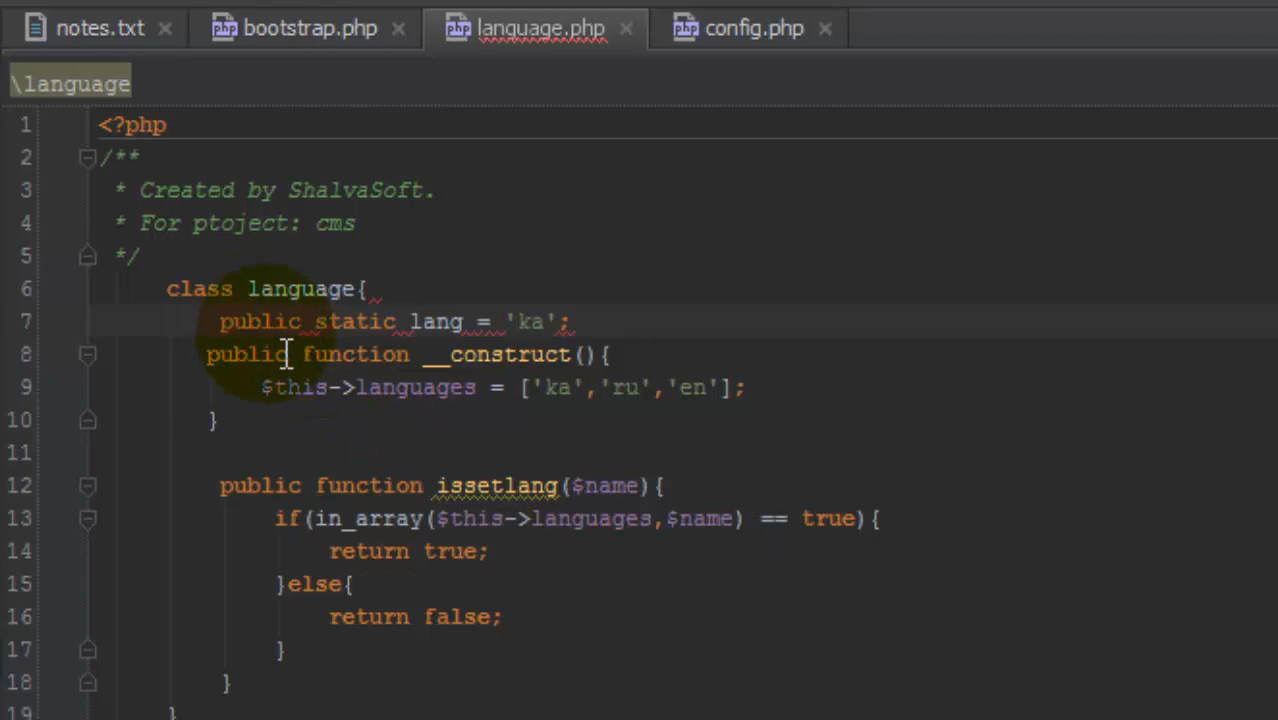 notes.txt bootstrap.php language.php config.php
\language
1 <?php
2 /**
3 * Created by ShalvaSoft.
4 * For ptoject: cms
5 */
6 class language{
7 public static lang = 'ka';
8 public function __construct(){
9 $this->languages = ['ka','ru','en'];
10 }
11
12 public function issetlang($name){
13 if(in_array($this->languages,$name) == true){
14 return true;
15 }else{
16 return false;
17 }
18 }
19 }